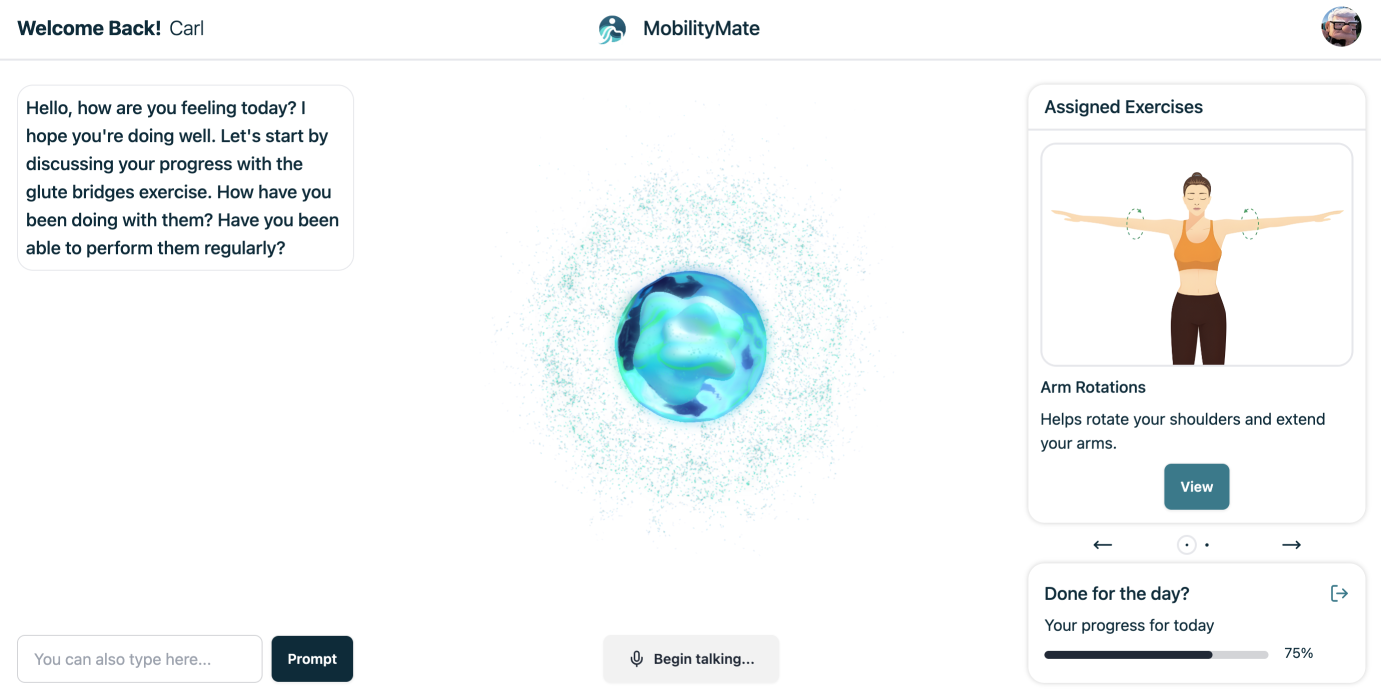 Welcome Back! Carl
MobilityMate
Hello, how are you feeling today? I
hope you're doing well. Let's start by
discussing your progress with the
glute bridges exercise. How have you
been doing with them? Have you been
able to perform them regularly?
You can also type here...
Prompt
Begin talking...
Assigned Exercises
Arm Rotations
Helps rotate your shoulders and extend
your arms.
View
Done for the day?
Your progress for today
75%